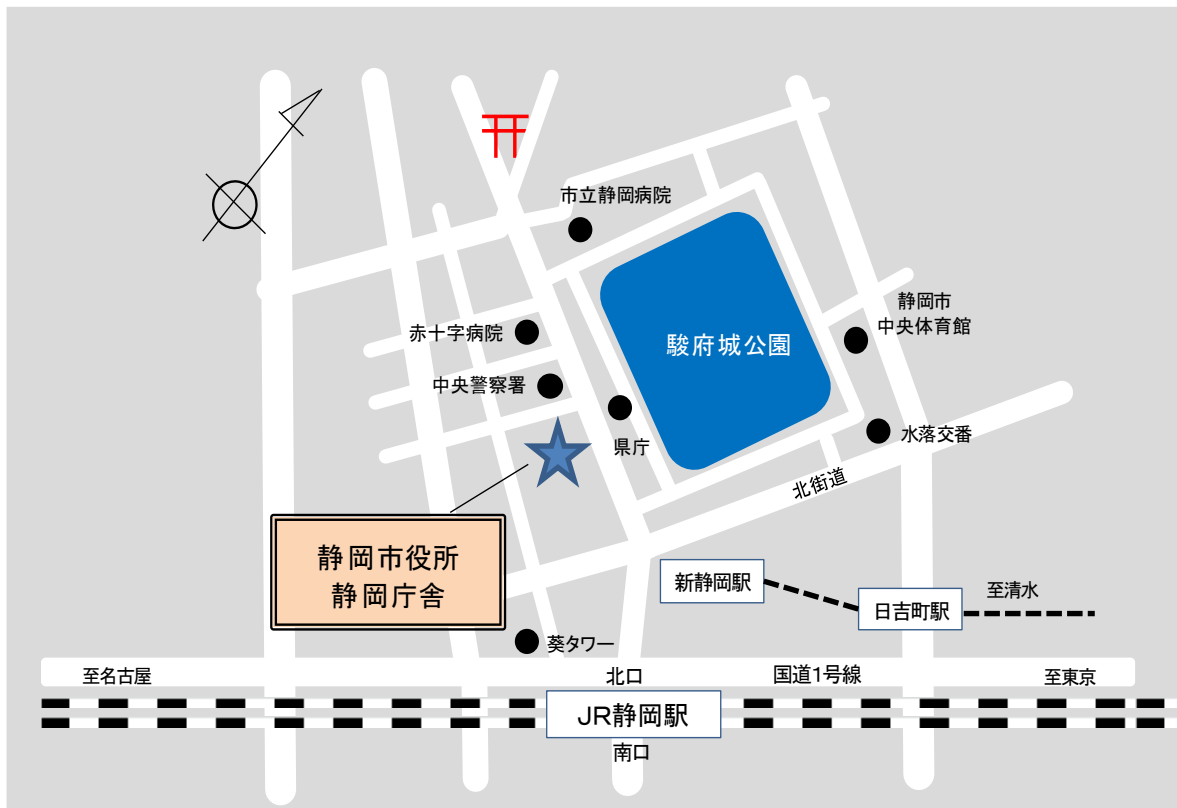 市立静岡病院
静岡市
中央体育館
赤十字病院
駿府城公園
中央警察署
県庁
水落交番
北街道
静岡市役所
静岡庁舎
新静岡駅
日吉町駅
至清水
葵タワー
至名古屋
北口
国道1号線
至東京
JR静岡駅
南口